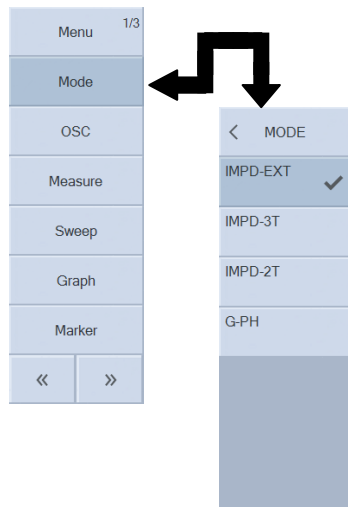 Menu 1/3
Mode
OSC
Measure
Sweep
Graph
Marker
« »
< MODE
IMPD-EXT
IMPD-3T
IMPD-2T
G-PH